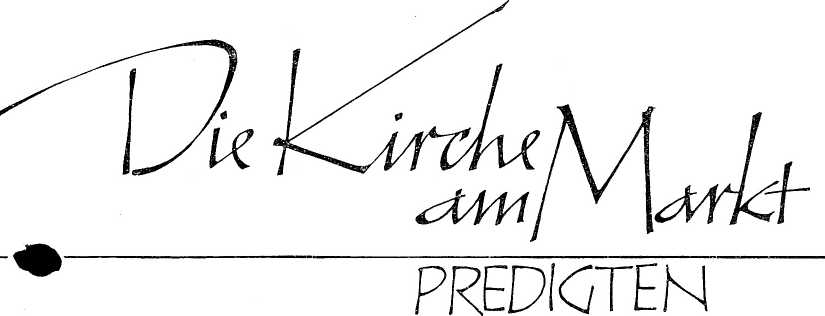 Die Kirche
am Markt
PREDIGTEN